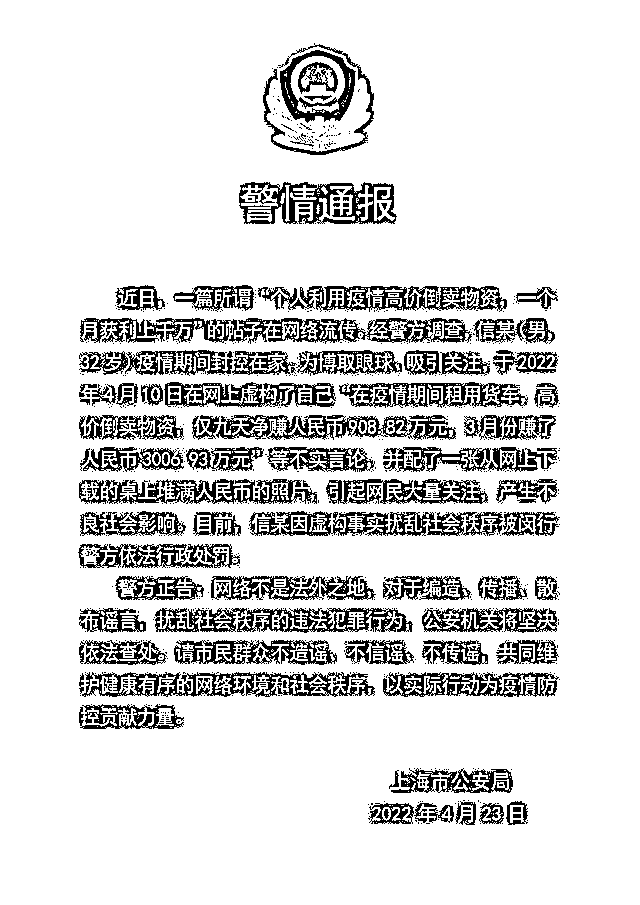 警情通报
近日，一篇所谓“个人利用疫情高价倒卖物资，一个
月获利上千万”的帖子在网络流传。经警方调查，信某（男，
32岁）疫情期间封控在家，为博取眼球、吸引关注，于2022
年4月10日在网上虚构了自己“在疫情期间租用货车，高
价倒卖物资，仅九天净赚人民币908.82万元，3月份赚了
人民币3006.93万元”等不实言论，并配了一张从网上下
载的桌上堆满人民币的照片，引起网民大量关注，产生不
良社会影响。目前，信某因虚构事实扰乱社会秩序被闵行
警方依法行政处罚。
警方正告：网络不是法外之地，对于编造、传播、散
布谣言，扰乱社会秩序的违法犯罪行为，公安机关将坚决
依法查处。请市民群众不造谣、不信谣、不传谣，共同维
护健康有序的网络环境和社会秩序，以实际行动为疫情防
控贡献力量。
上海市公安局
2022年4月23日